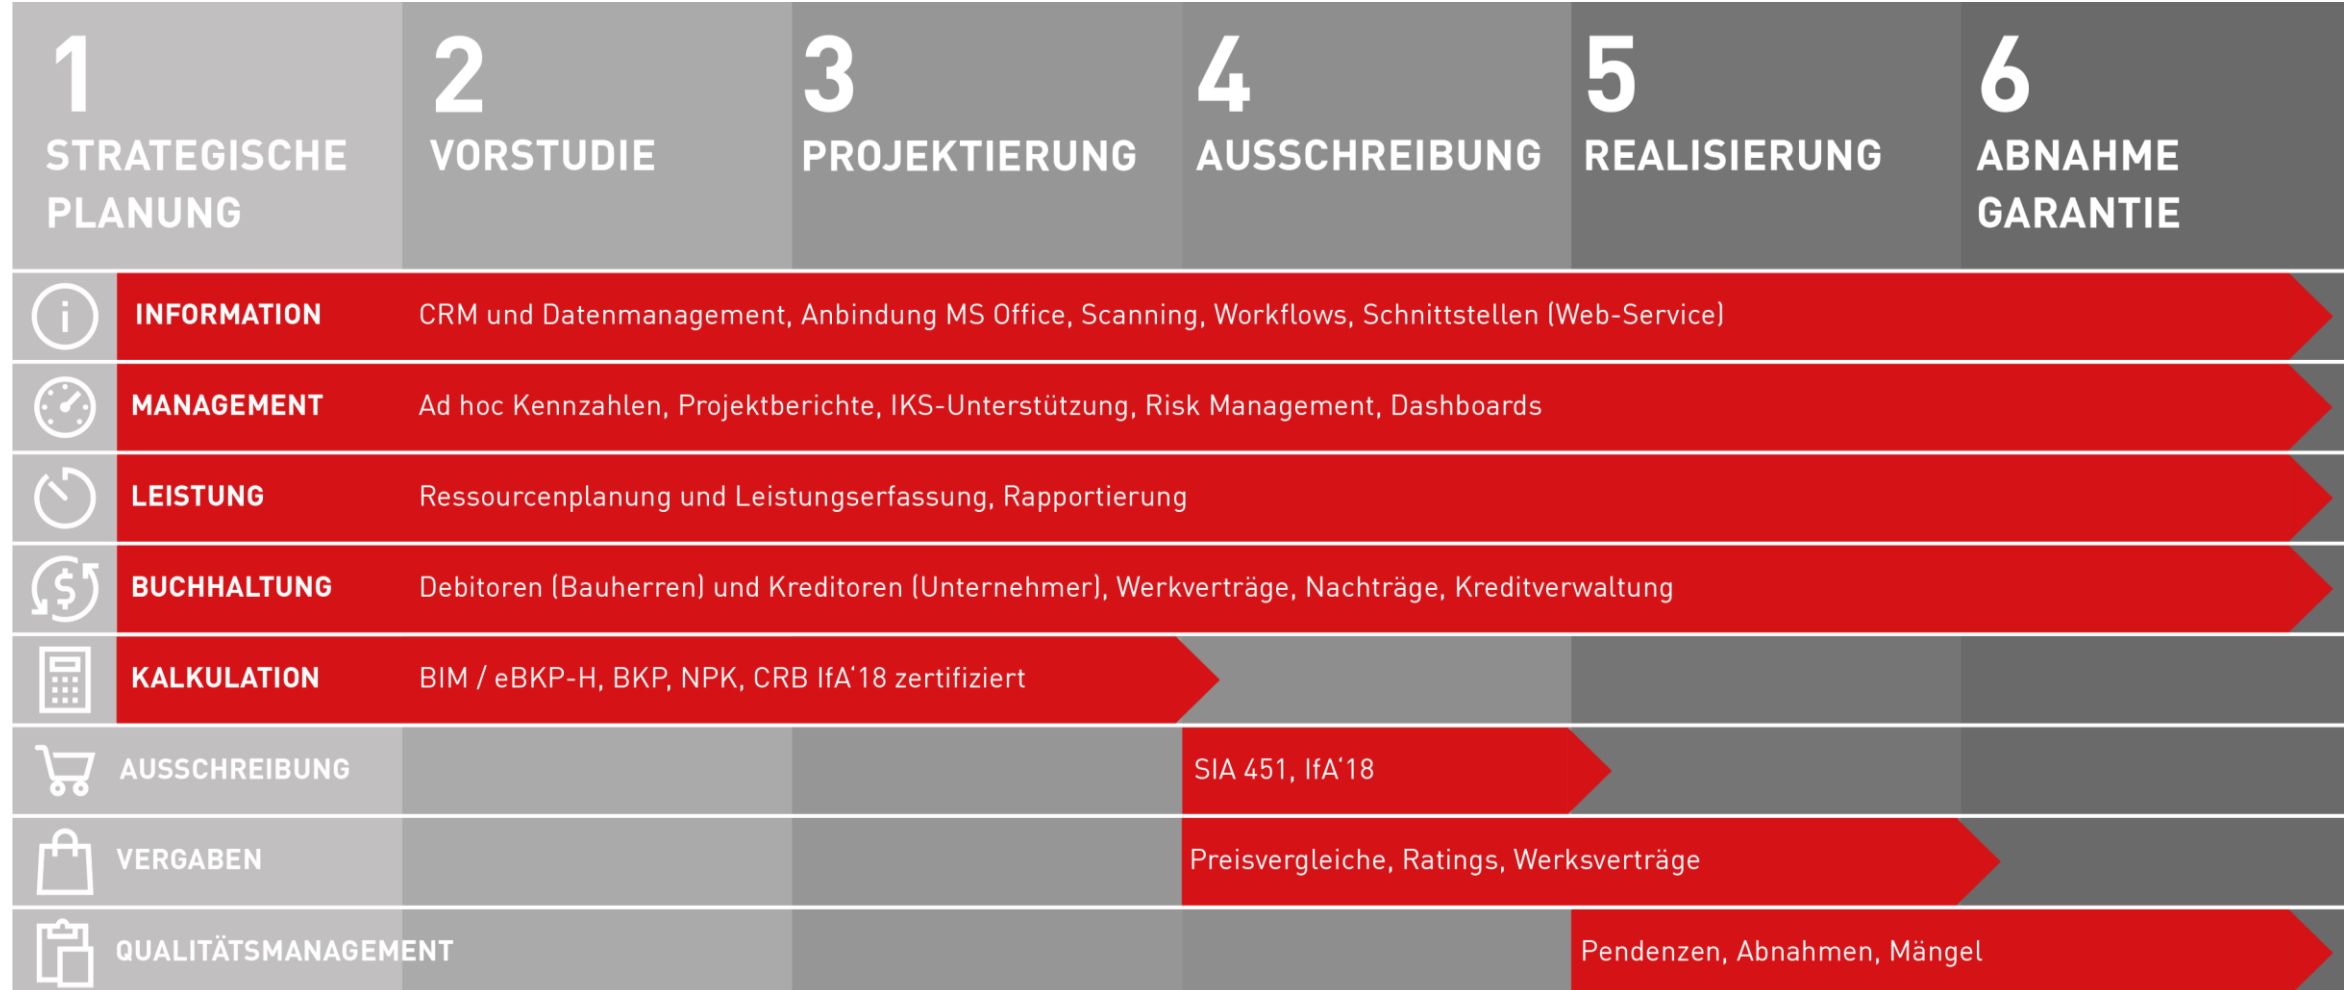 1
STRATEGISCHE
PLANUNG
2
VORSTUDIE
3
PROJEKTIERUNG
4
AUSSCHREIBUNG
5
REALISIERUNG
6
ABNAHME
GARANTIE
INFORMATION CRM und Datenmanagement, Anbindung MS Office, Scanning, Workflows, Schnittstellen (Web-Service)
MANAGEMENT Ad hoc Kennzahlen, Projektberichte, IKS-Unterstützung, Risk Management, Dashboards
LEISTUNG Ressourcenplanung und Leistungserfassung, Rapportierung
BUCHHALTUNG Debitoren (Bauherren) und Kreditoren (Unternehmer), Werkverträge, Nachträge, Kreditverwaltung
KALKULATION BIM / eBKP-H, BKP, NPK, CRB IfA‘18 zertifiziert
AUSSCHREIBUNG SIA 451, IfA‘18
VERGABEN Preisvergleiche, Ratings, Werksverträge
QUALITÄTSMANAGEMENT Pendenzen, Abnahmen, Mängel